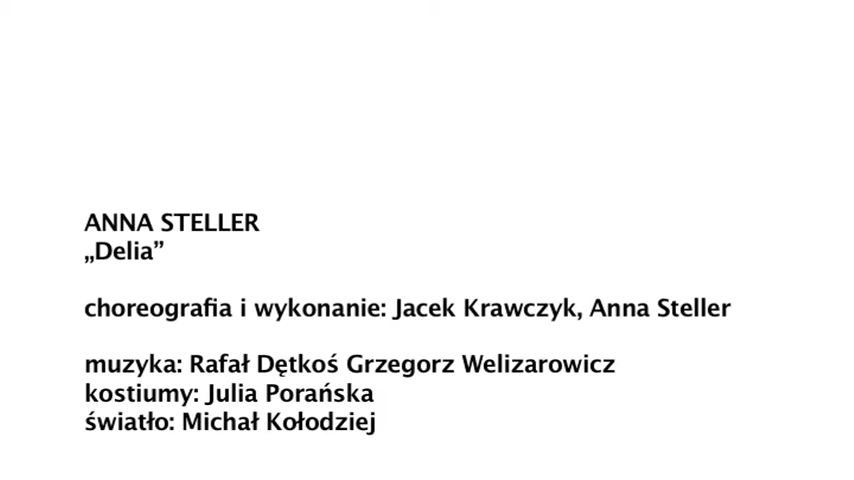 ANNA STELLER
„Delia”
choreografia i wykonanie: Jacek Krawczyk, Anna Steller
muzyka: Rafał Dętkoś Grzegorz Welizarowicz
kostiumy: Julia Porańska
światło: Michał Kołodziej